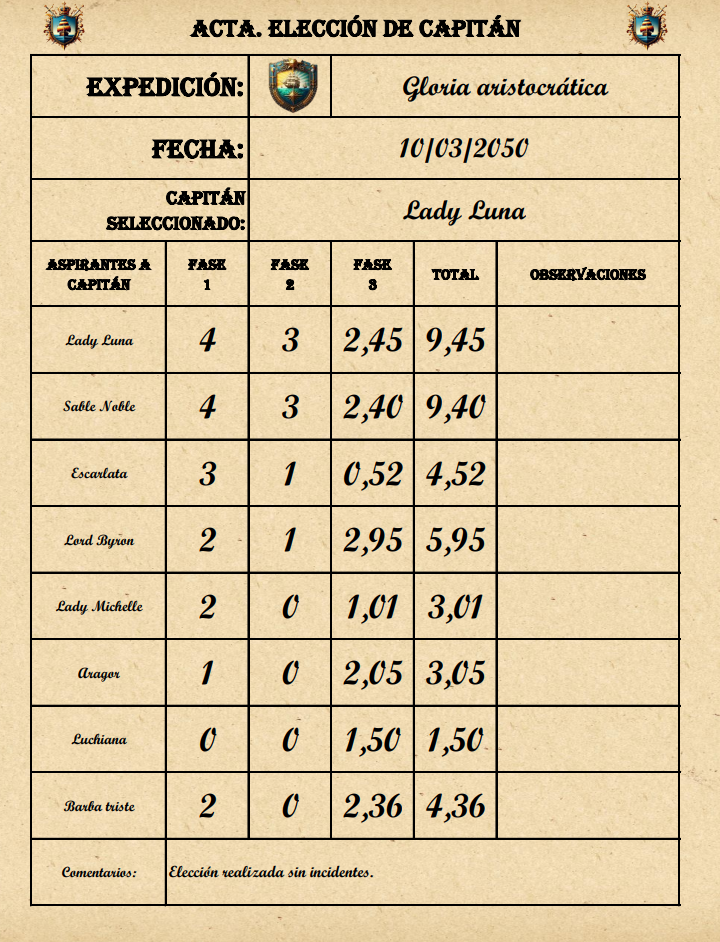 ACTA. ELECCIÓN DE CAPITÁN
EXPEDICIÓN: Gloria aristocrática
FECHA: 10/03/2050
CAPITÁN
SELECCIONADO: Lady Luna
ASPIRANTES A CAPITÁN FASE 1 FASE 2 FASE 3 TOTAL OBSERVACIONES
Lady Luna 4 3 2,45 9,45
Sable Noble 4 3 2,40 9,40
Escarlata 3 1 0,52 4,52
Lord Byron 2 1 2,95 5,95
Lady Michelle 2 0 1,01 3,01
Aragor 1 0 2,05 3,05
Luchiana 0 0 1,50 1,50
Barba triste 2 0 2,36 4,36
Comentarios: Elección realizada sin incidentes.